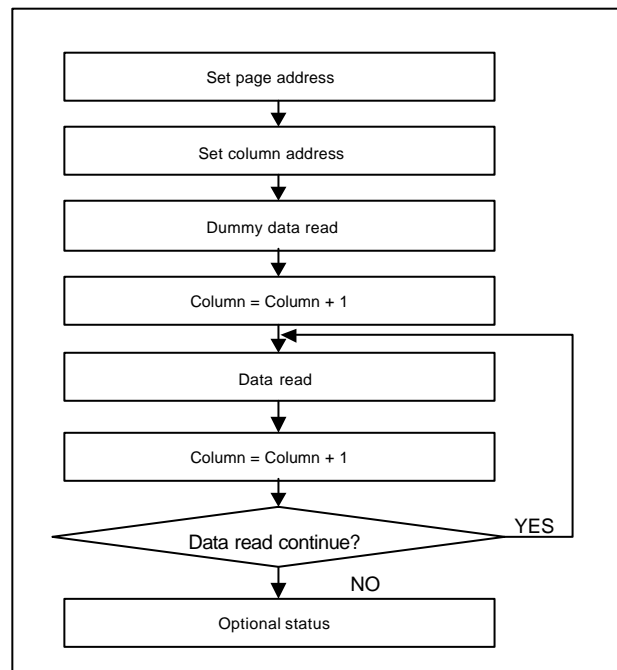 Set page address
Set column address
Dummy data read
Column = Column + 1
Data read
Column = Column + 1
Data read continue?
YES
NO
Optional status